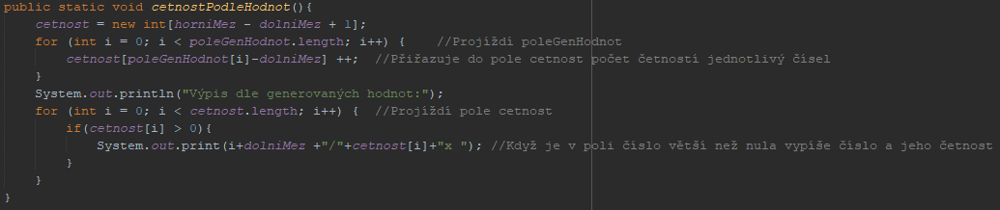 public static void cetnostPodleHodnot(){
cetnost = new int[horniMez - dolniMez + 1];
for (int i = 0; i < poleGenHodnot.length; i++) {    //Projíždí poleGenHodnot
cetnost[poleGenHodnot[i]-dolniMez] ++;  //Přiřazuje do pole cetnost počet četností jednotlivý čísel
}
System.out.println("Výpis dle generovaných hodnot:");
for (int i = 0; i < cetnost.length; i++) {  //Projíždí pole cetnost
if(cetnost[i] > 0){
System.out.print(i+dolniMez +"/"+cetnost[i]+"x "); //Když je v poli číslo větší než nula vypíše číslo a jeho četnost
}
}
}